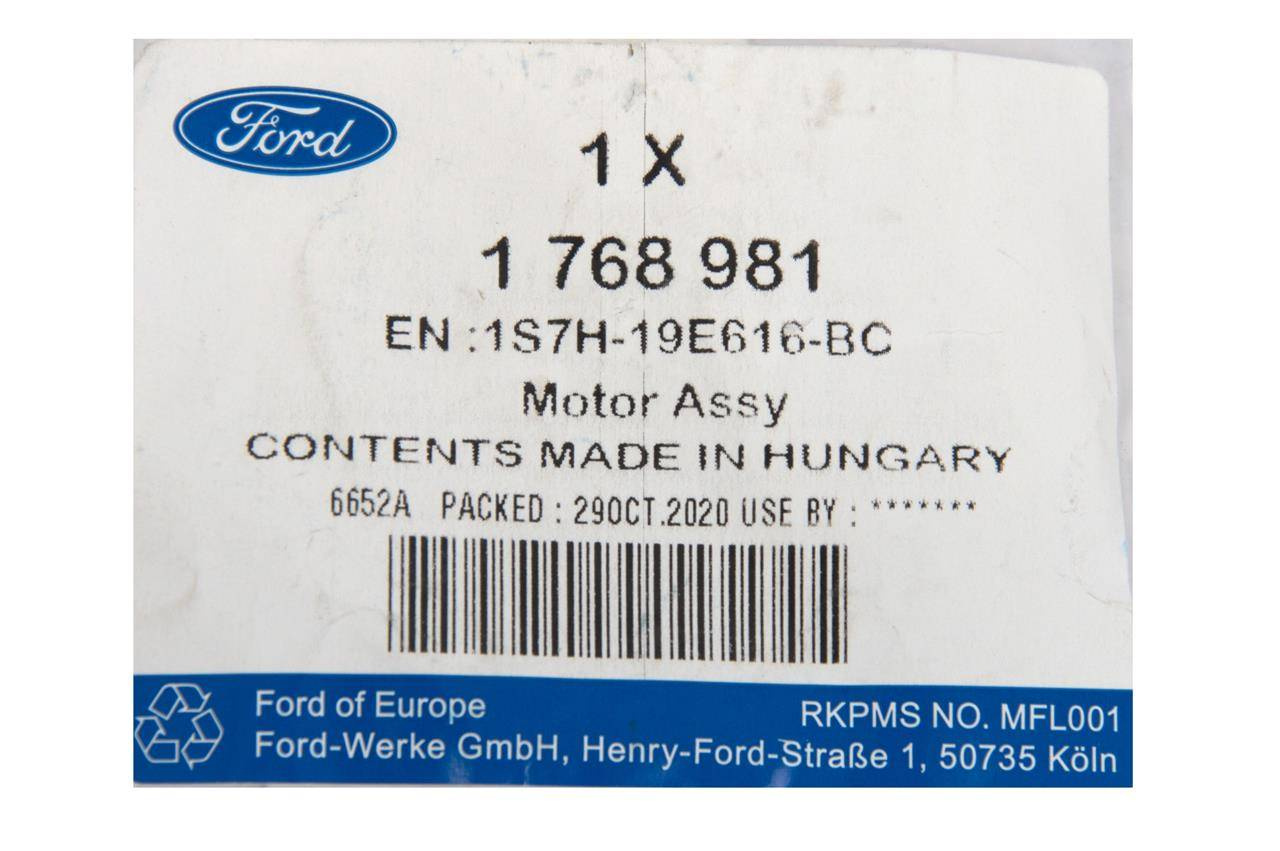 Ford
1 X
1 768 981
EN :1S7H-19E616-BC
Motor Assy
CONTENTS MADE IN HUNGARY
6652A PACKED : 29OCT.2020 USE BY : *******
Ford of Europe
RKPMS NO. MFL001
Ford-Werke GmbH, Henry-Ford-Straße 1, 50735 Köln